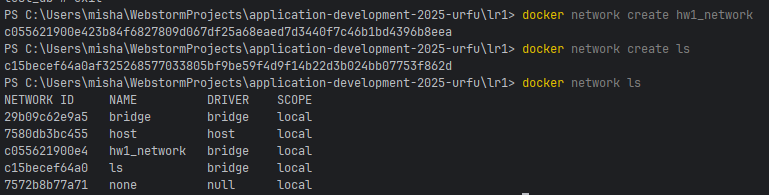 PS C:\Users\misha\WebstormProjects\application-development-2025-urfu\lr1> docker network create hw1_network
c055621900e423b84f6827809d067df25a68eaed7d3440f7c46b1bd4396b8eea
PS C:\Users\misha\WebstormProjects\application-development-2025-urfu\lr1> docker network create ls
c15becef64a0af325268577033805bf9be59f4d9f14b22d3b024bb07753f862d
PS C:\Users\misha\WebstormProjects\application-development-2025-urfu\lr1> docker network ls
NETWORK ID     NAME          DRIVER    SCOPE
29b09c62e9a5   bridge        bridge    local
7580db3bc455   host          host      local
c055621900e4   hw1_network   bridge    local
c15becef64a0   ls            bridge    local
7572b8b77a71   none          null      local